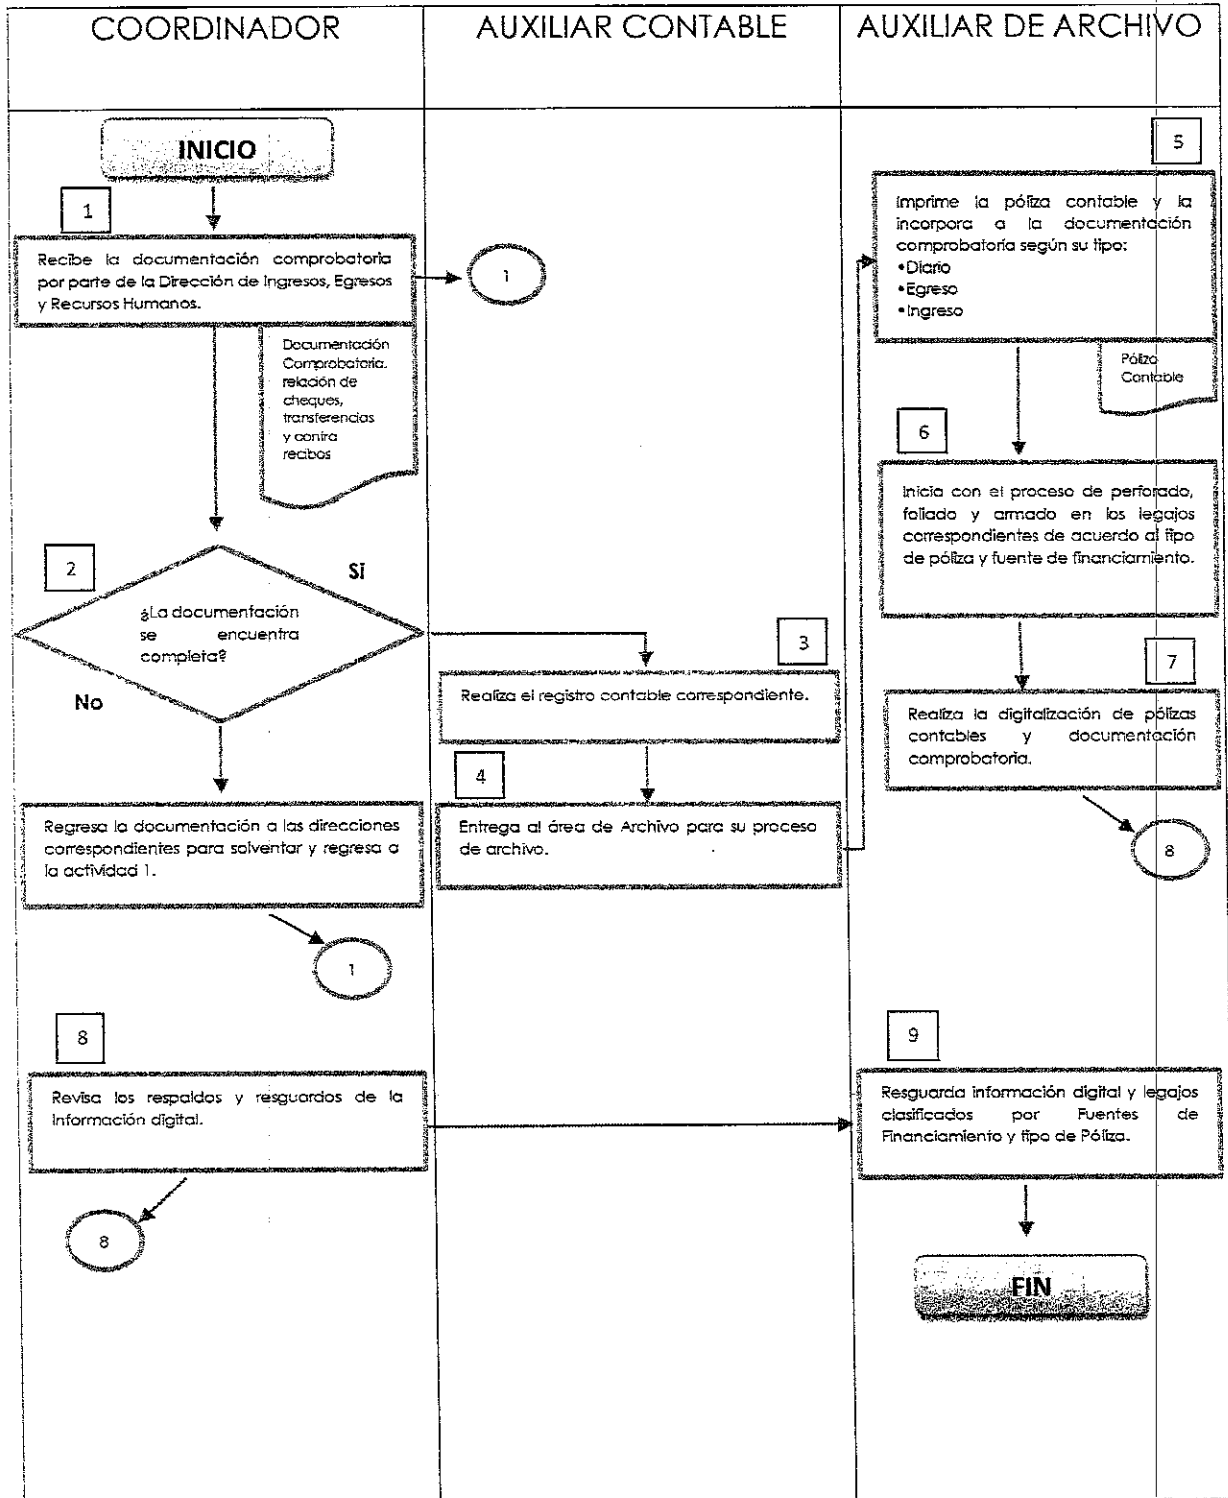 COORDINADOR
AUXILIAR CONTABLE
AUXILIAR DE ARCHIVO
INICIO
1
Recibe la documentación comprobatoria
por parte de la Dirección de Ingresos, Egresos
y Recursos Humanos.
1
Documentación
Comprobatoria.
relación de
cheques,
transferencias
y contra
recibos
2
¿La documentación
se encuentra
completa?
Si
No
Regresa la documentación a las direcciones
correspondientes para solventar y regresa a
la actividad 1.
1
3
Realiza el registro contable correspondiente.
4
Entrega al área de Archivo para su proceso
de archivo.
5
Imprime la póliza contable y la
incorpora a la documentación
comprobatoria según su tipo:
•Diario
•Egreso
•Ingreso
Póliza
Contable
6
Inicia con el proceso de perforado,
foliado y armado en los legajos
correspondientes de acuerdo al tipo
de póliza y fuente de financiamiento.
7
Realiza la digitalización de pólizas
contables y documentación
comprobatoria.
8
8
Revisa los respaldos y resguardos de la
información digital.
8
9
Resguarda información digital y legajos
clasificados por Fuentes de
Financiamiento y tipo de Póliza.
FIN